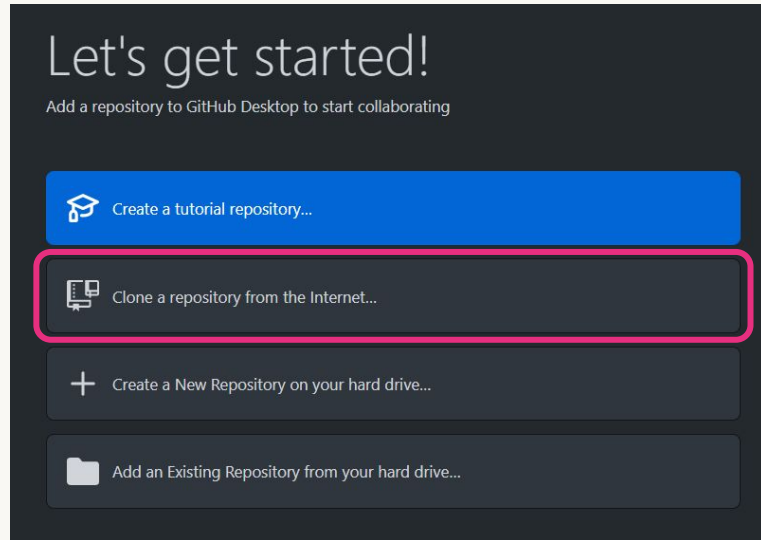 Let's get started!
Add a repository to GitHub Desktop to start collaborating
Create a tutorial repository...
Clone a repository from the Internet...
Create a New Repository on your hard drive...
Add an Existing Repository from your hard drive...